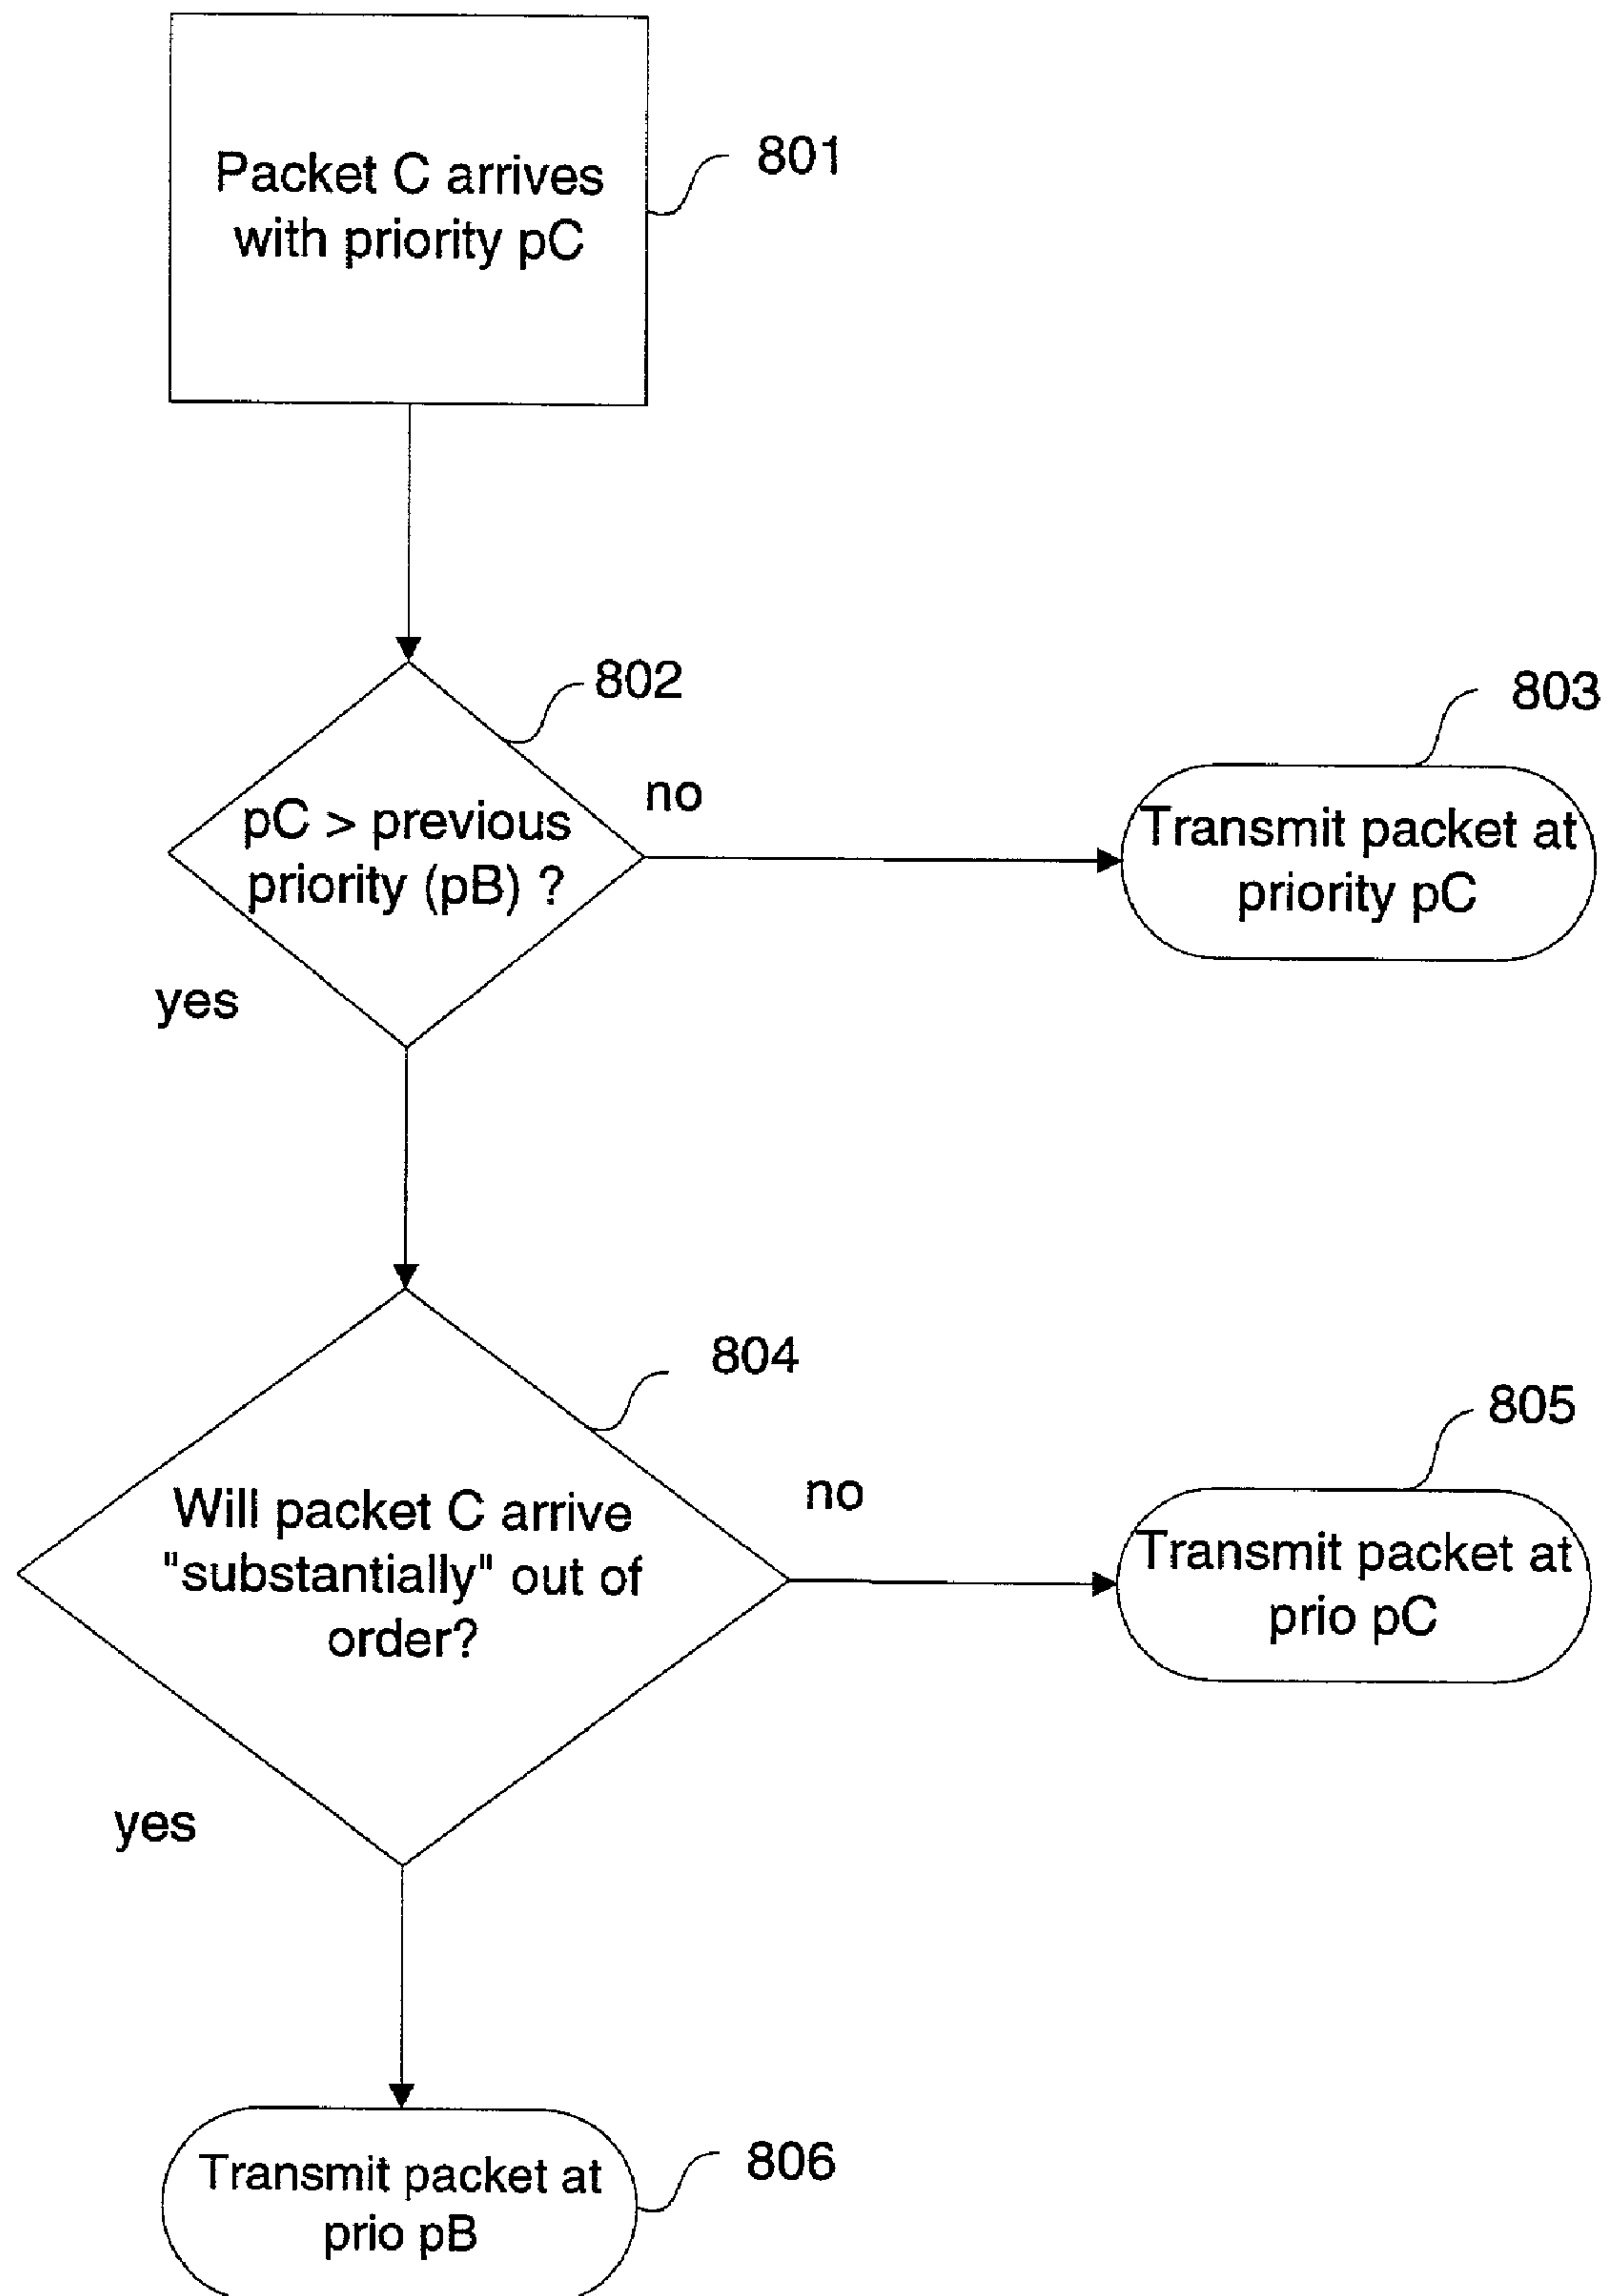 Packet C arrives
with priority pC
801
802
pC > previous
priority (pB) ?
no
803
Transmit packet at
priority pC
yes
804
Will packet C arrive
"substantially" out of
order?
no
805
Transmit packet at
prio pC
yes
Transmit packet at
prio pB
806